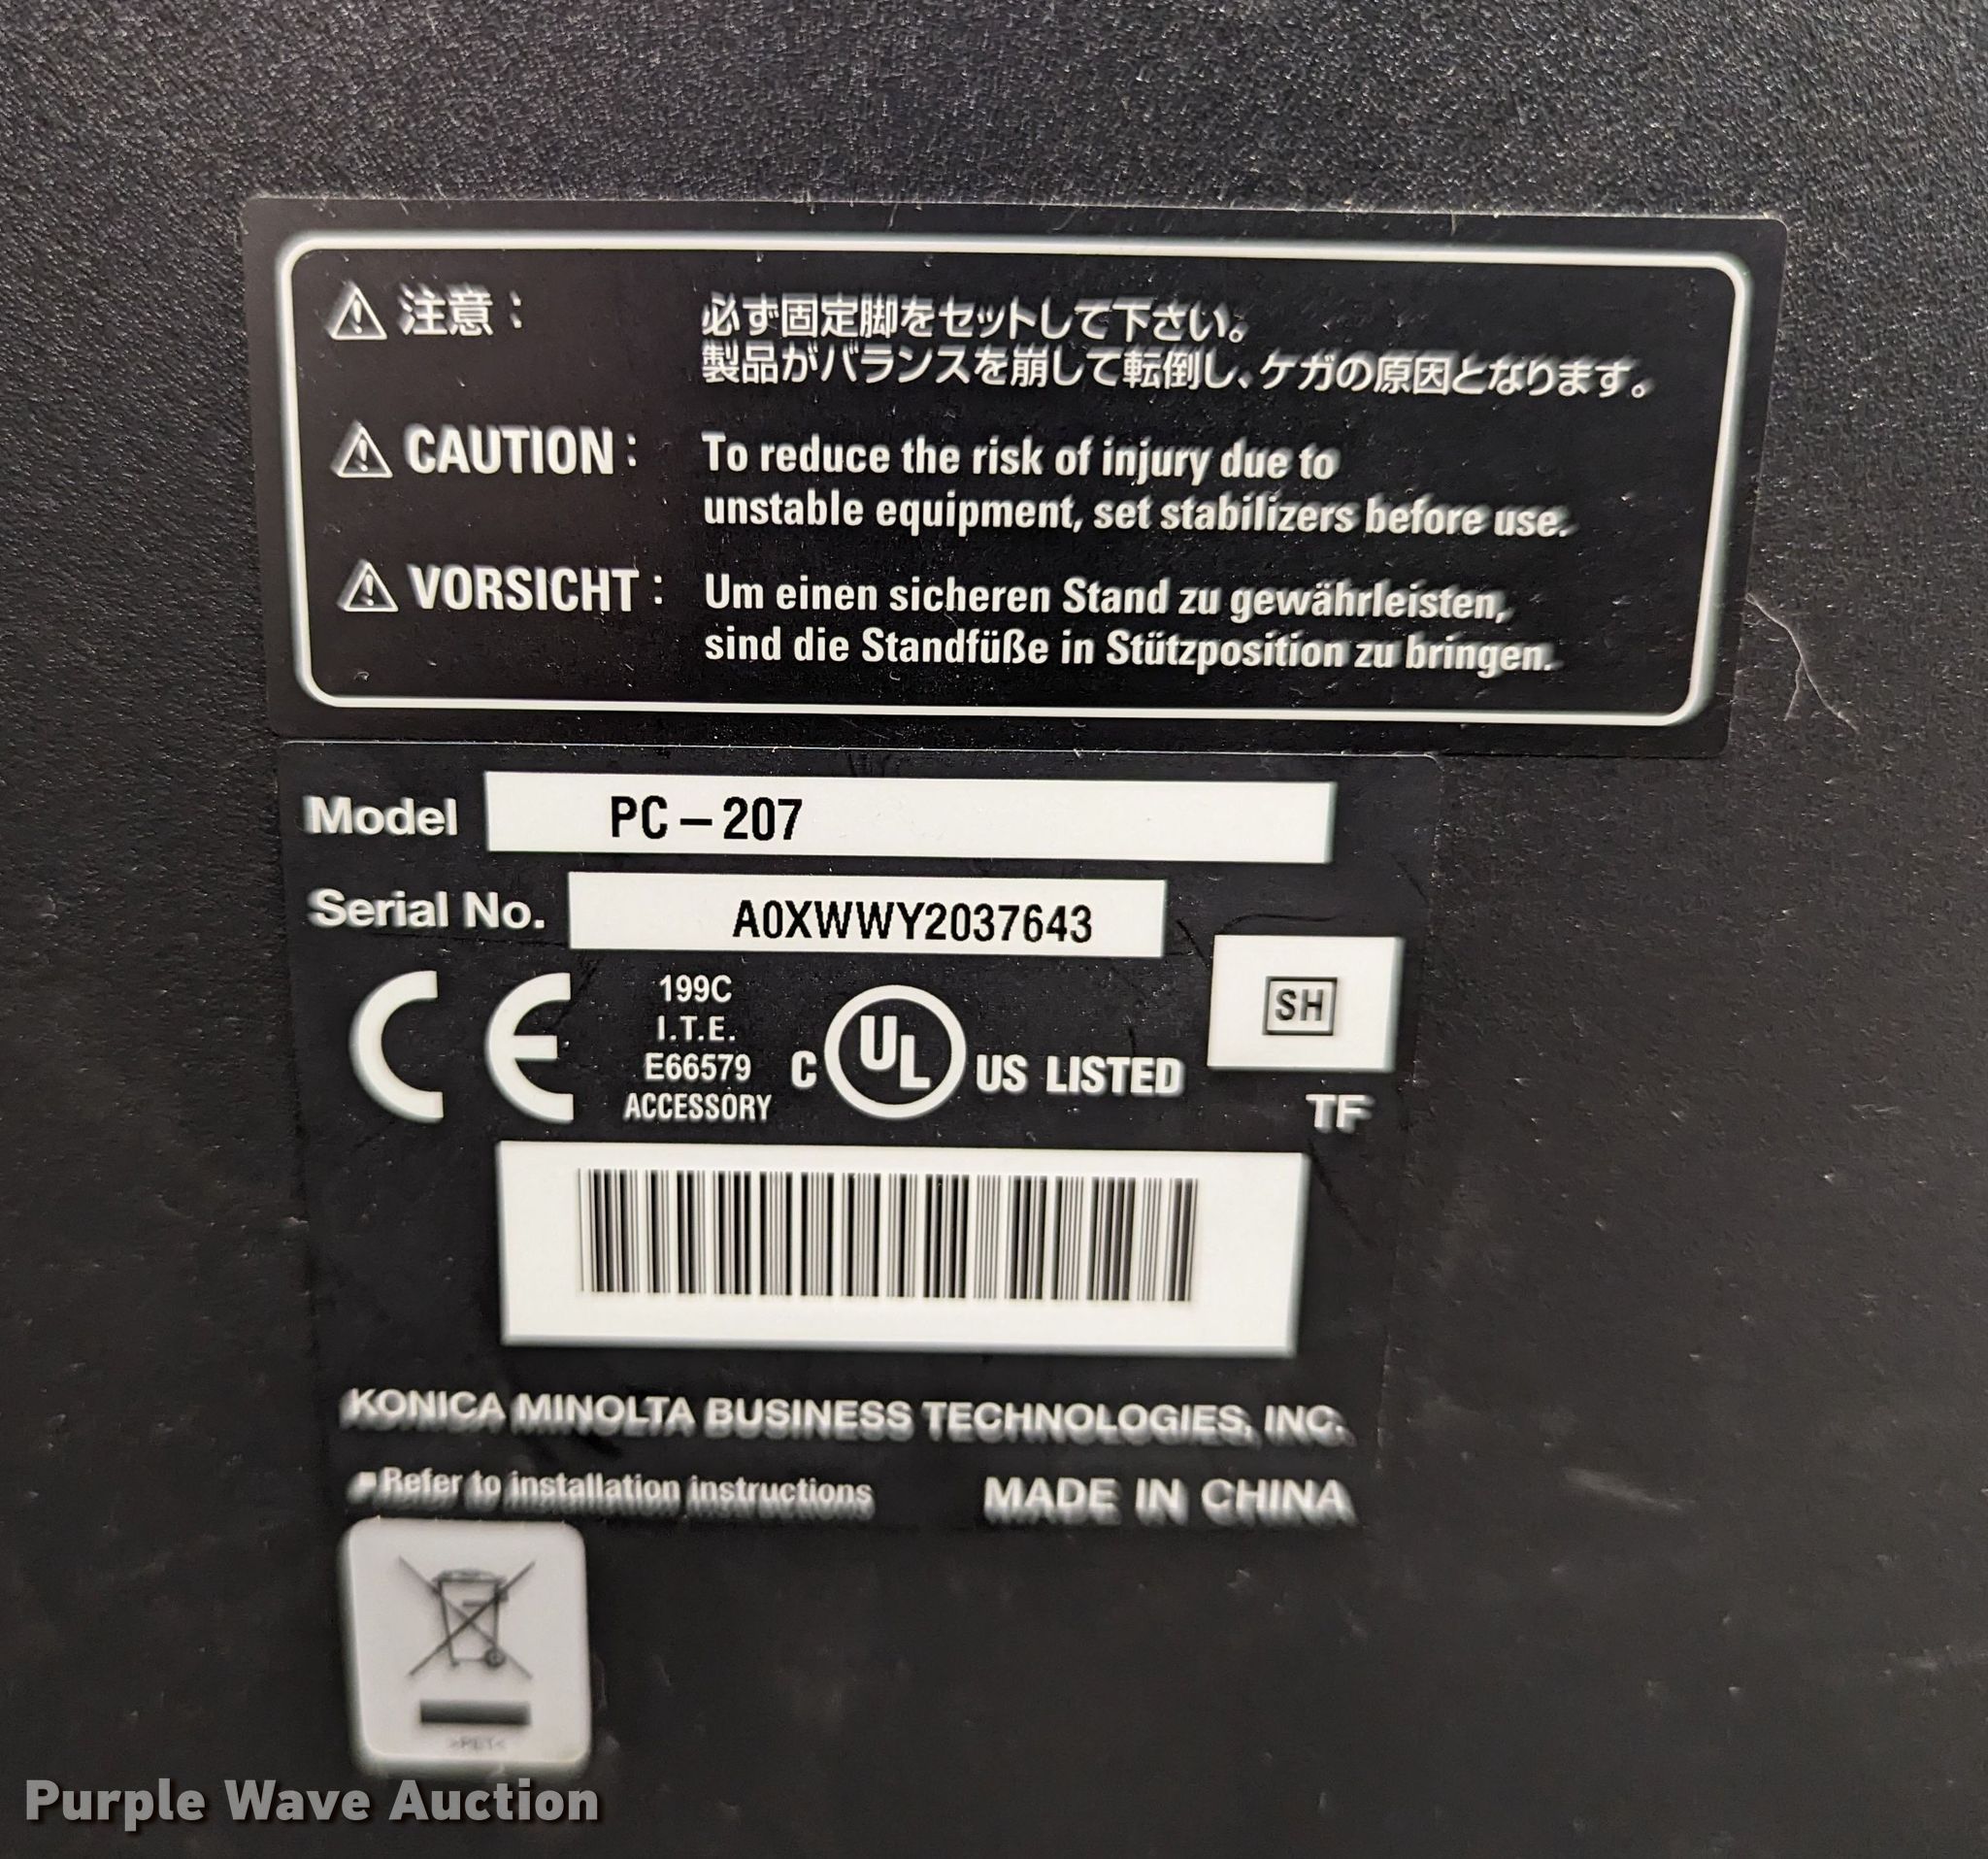 注意:
必ず固定脚をセットして下さい。
製品がバランスを崩して転倒し、ケガの原因となります。
CAUTION:
To reduce the risk of injury due to
unstable equipment, set stabilizers before use.
VORSICHT:
Um einen sicheren Stand zu gewährleisten,
sind die Standfüße in Stützposition zu bringen.
Model PC-207
Serial No. A0XWWY2037643
CE
199C
I.T.E.
E66579
ACCESSORY
C UL US LISTED
SH
TF
KONICA MINOLTA BUSINESS TECHNOLOGIES, INC.
Refer to installation instructions
MADE IN CHINA
>PET<
Purple Wave Auction